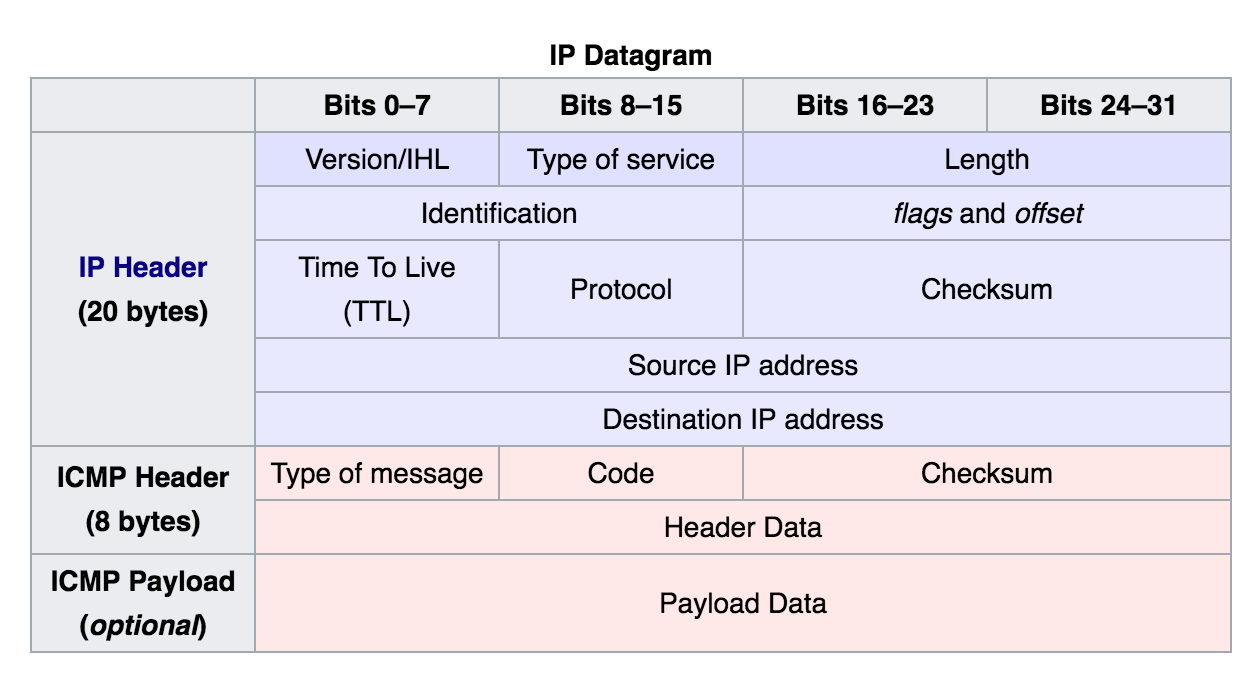 IP Datagram
Bits 0–7 Bits 8–15 Bits 16–23 Bits 24–31
IP Header
(20 bytes)
Version/IHL Type of service Length
Identification flags and offset
Time To Live
(TTL)
Protocol Checksum
Source IP address
Destination IP address
ICMP Header
(8 bytes)
Type of message Code Checksum
Header Data
ICMP Payload
(optional)
Payload Data